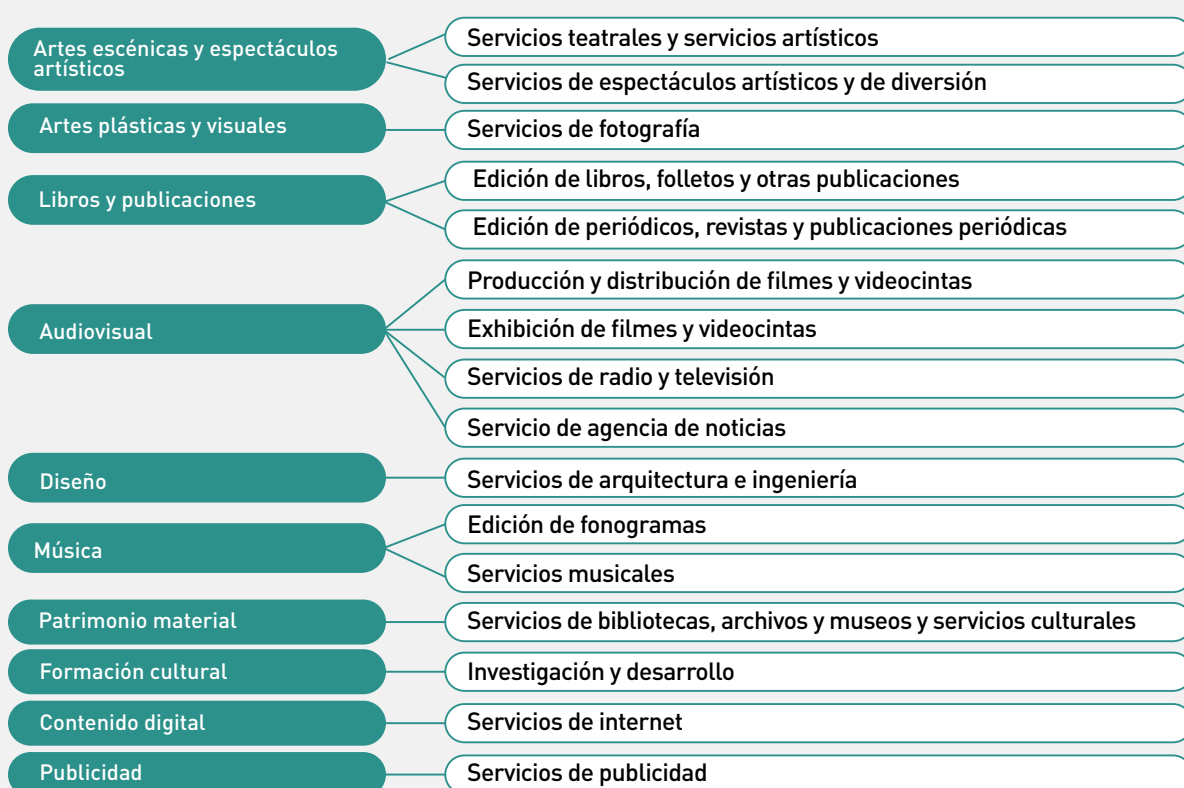 Artes escénicas y espectáculos
artísticos
Servicios teatrales y servicios artísticos
Servicios de espectáculos artísticos y de diversión
Artes plásticas y visuales
Servicios de fotografía
Libros y publicaciones
Edición de libros, folletos y otras publicaciones
Edición de periódicos, revistas y publicaciones periódicas
Audiovisual
Producción y distribución de filmes y videocintas
Exhibición de filmes y videocintas
Servicios de radio y televisión
Servicio de agencia de noticias
Diseño
Servicios de arquitectura e ingeniería
Música
Edición de fonogramas
Servicios musicales
Patrimonio material
Servicios de bibliotecas, archivos y museos y servicios culturales
Formación cultural
Investigación y desarrollo
Contenido digital
Servicios de internet
Publicidad
Servicios de publicidad